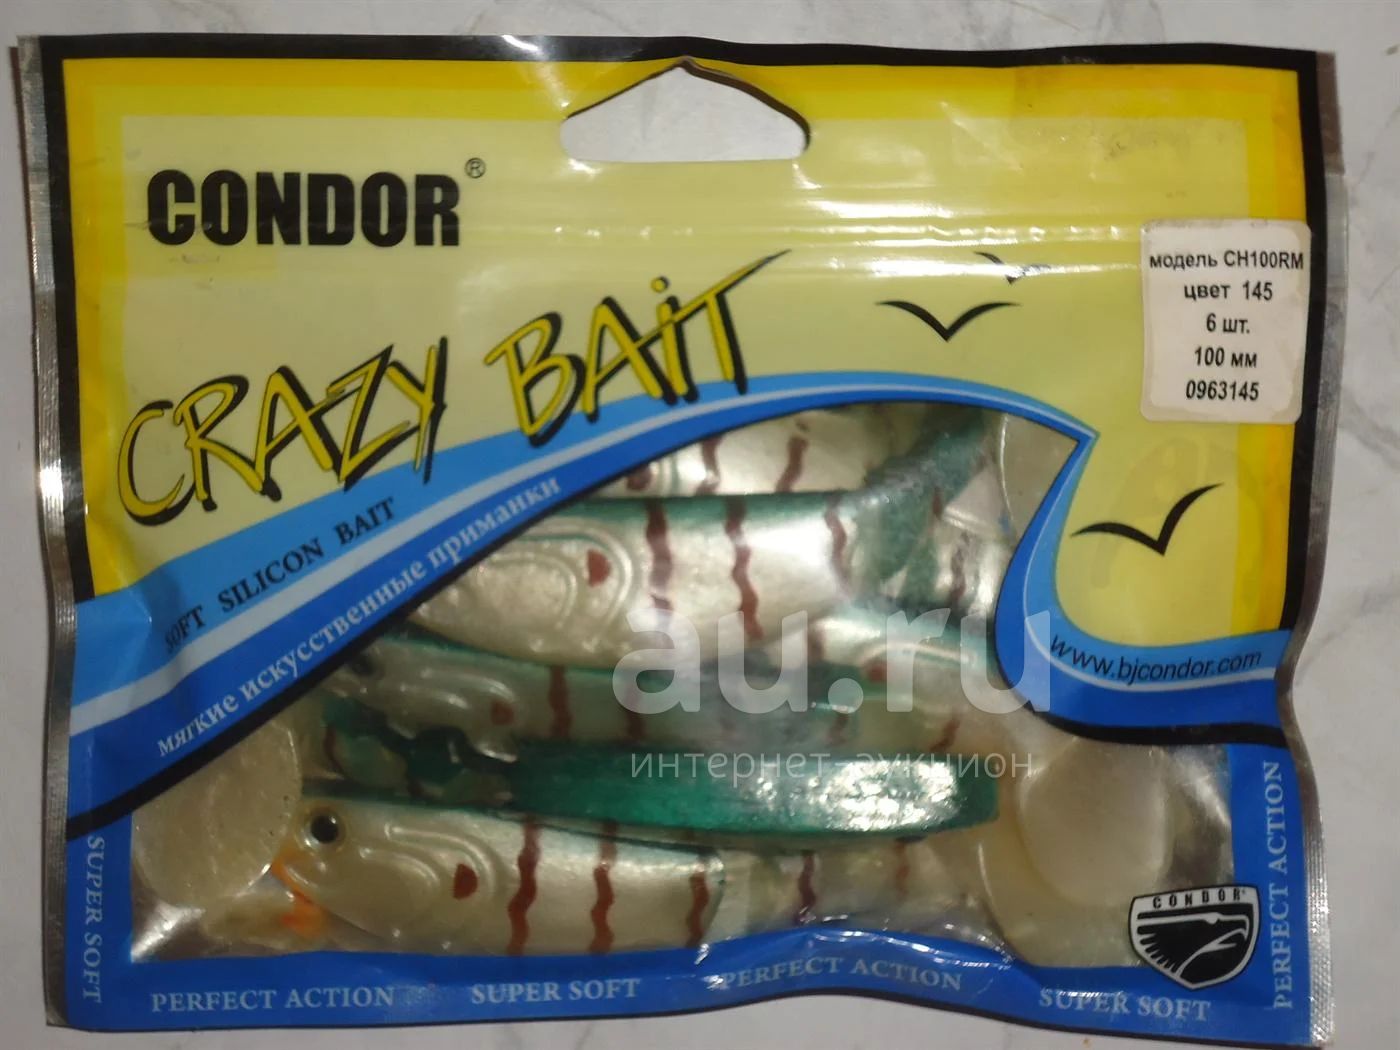 CONDOR®
CRAZY BAiT
SOFT SILICON BAIT
мягкие искусственные приманки
модель CH100RM
цвет 145
6 шт.
100 мм
0963145
www.bjcondor.com
au.ru
интернет-аукцион
CONDOR
SUPER SOFT
PERFECT ACTION
SUPER SOFT
PERFECT ACTION
SUPER SOFT
PERFECT ACTION